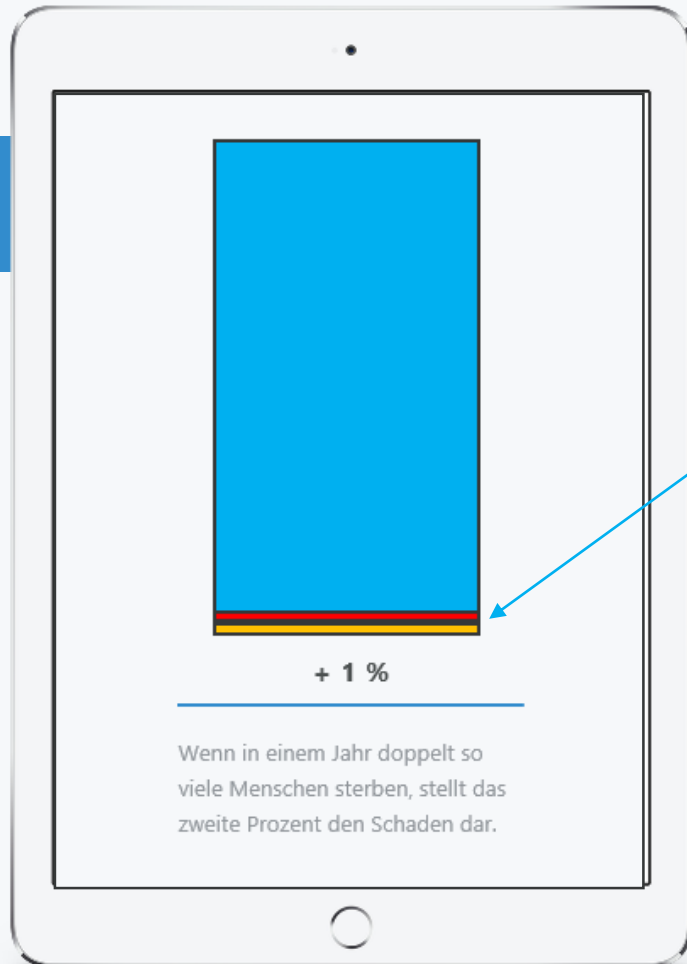 + 1 %
Wenn in einem Jahr doppelt so
viele Menschen sterben, stellt das
zweite Prozent den Schaden dar.